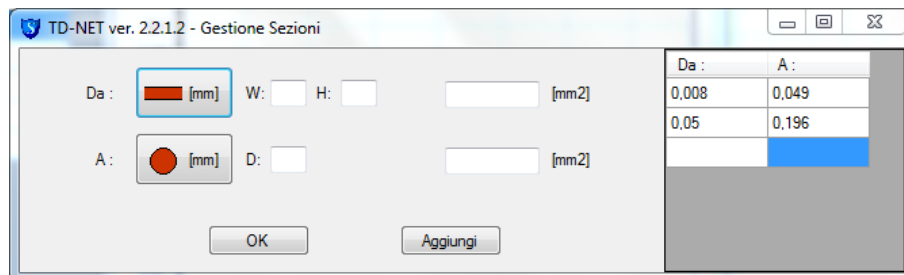 TD-NET ver. 2.2.1.2 - Gestione Sezioni
Da : [mm] W: H: [mm2]
A : [mm] D: [mm2]
OK Aggiungi
Da : A :
0,008 0,049
0,05 0,196